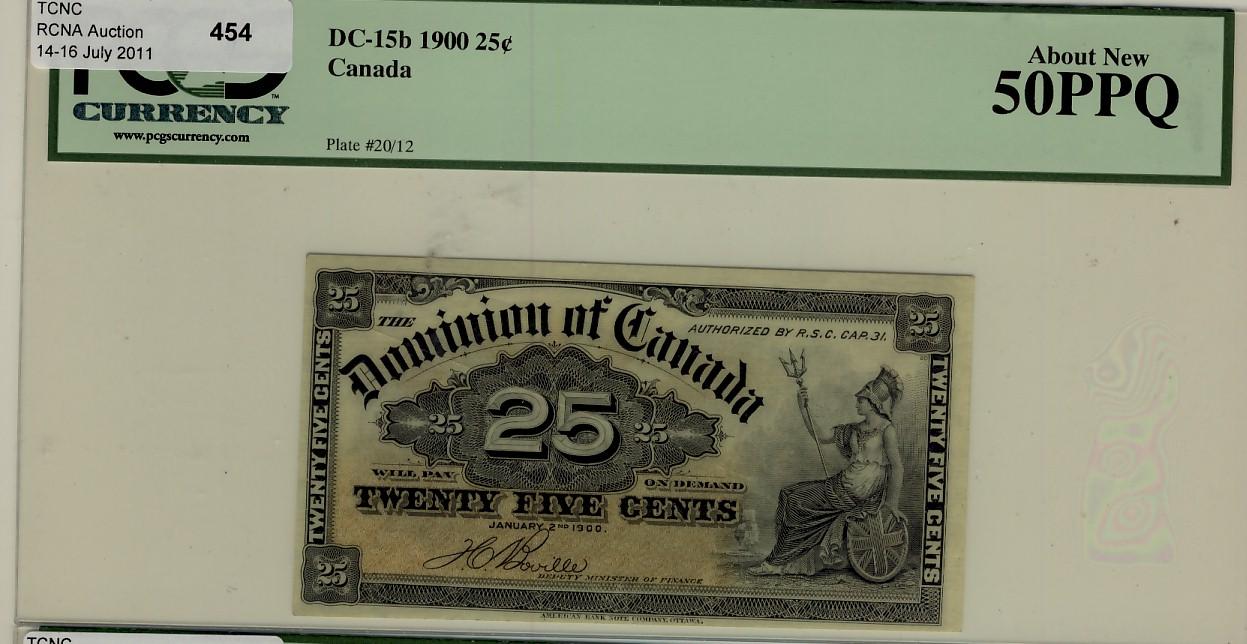 TCNC
RCNA Auction 454
14-16 July 2011
CURRENCY
www.pcgscurrency.com
DC-15b 1900 25¢
Canada
Plate #20/12
About New
50PPQ
25
25
THE
Dominion of Canada
AUTHORIZED BY R.S.C. CAP. 31.
TWENTY FIVE CENTS
25
25
25
TWENTY FIVE CENTS
WILL PAY
ON DEMAND
TWENTY FIVE CENTS
JANUARY 2ND 1900.
J C Boville
DEPUTY MINISTER OF FINANCE
25
AMERICAN BANK NOTE COMPANY, OTTAWA.
TCNC